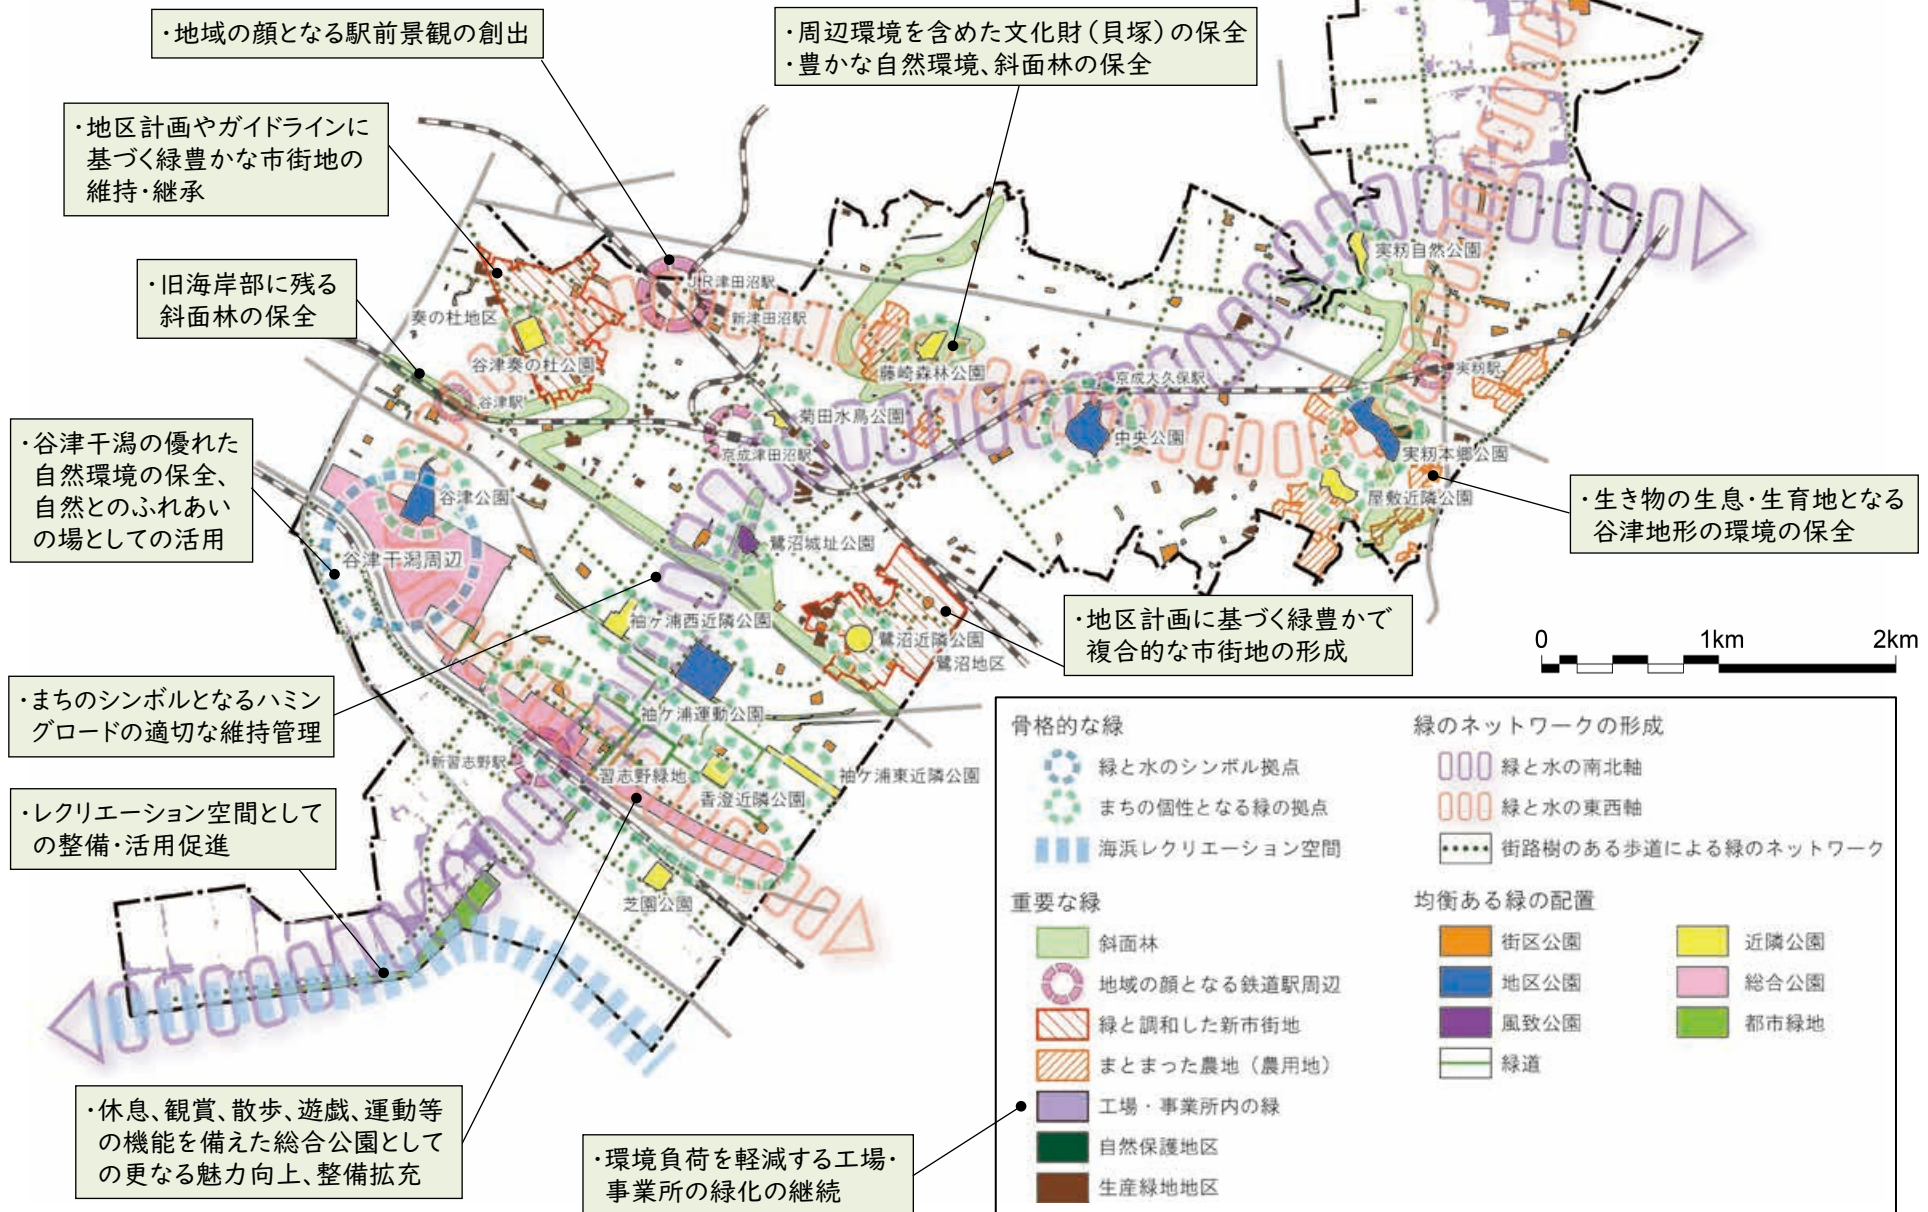 ・地域の顔となる駅前景観の創出
・周辺環境を含めた文化財(貝塚)の保全
・豊かな自然環境、斜面林の保全
・地区計画やガイドラインに
基づく緑豊かな市街地の
維持・継承
・旧海岸部に残る
斜面林の保全
・谷津干潟の優れた
自然環境の保全、
自然とのふれあい
の場としての活用
・まちのシンボルとなるハミン
グロードの適切な維持管理
・レクリエーション空間として
の整備・活用促進
・休息、観賞、散歩、遊戯、運動等
の機能を備えた総合公園として
の更なる魅力向上、整備拡充
・環境負荷を軽減する工場・
事業所の緑化の継続
・地区計画に基づく緑豊かで
複合的な市街地の形成
・生き物の生息・生育地となる
谷津地形の環境の保全
JR津田沼駅
新津田沼駅
奏の杜地区
谷津奏の杜公園
谷津駅
藤崎森林公園
菊田水鳥公園
京成津田沼駅
京成大久保駅
中央公園
実籾自然公園
実籾駅
実籾本郷公園
屋敷近隣公園
谷津公園
谷津干潟周辺
鷺沼城址公園
袖ケ浦西近隣公園
鷺沼近隣公園
鷺沼地区
袖ケ浦運動公園
新習志野駅
習志野緑地
香澄近隣公園
袖ケ浦東近隣公園
芝園公園
0 1km 2km
骨格的な緑
緑と水のシンボル拠点
まちの個性となる緑の拠点
海浜レクリエーション空間
重要な緑
斜面林
地域の顔となる鉄道駅周辺
緑と調和した新市街地
まとまった農地(農用地)
工場・事業所内の緑
自然保護地区
生産緑地地区
緑のネットワークの形成
緑と水の南北軸
緑と水の東西軸
街路樹のある歩道による緑のネットワーク
均衡ある緑の配置
街区公園
近隣公園
地区公園
総合公園
風致公園
都市緑地
緑道